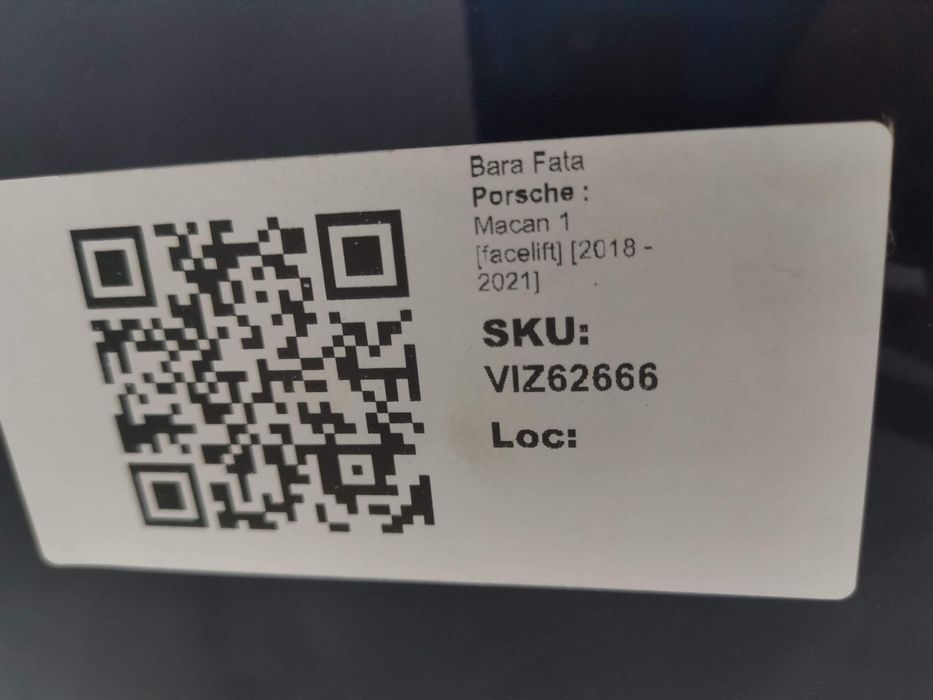 Bara Fata
Porsche :
Macan 1
[facelift] [2018 -
2021]
SKU:
VIZ62666
Loc: